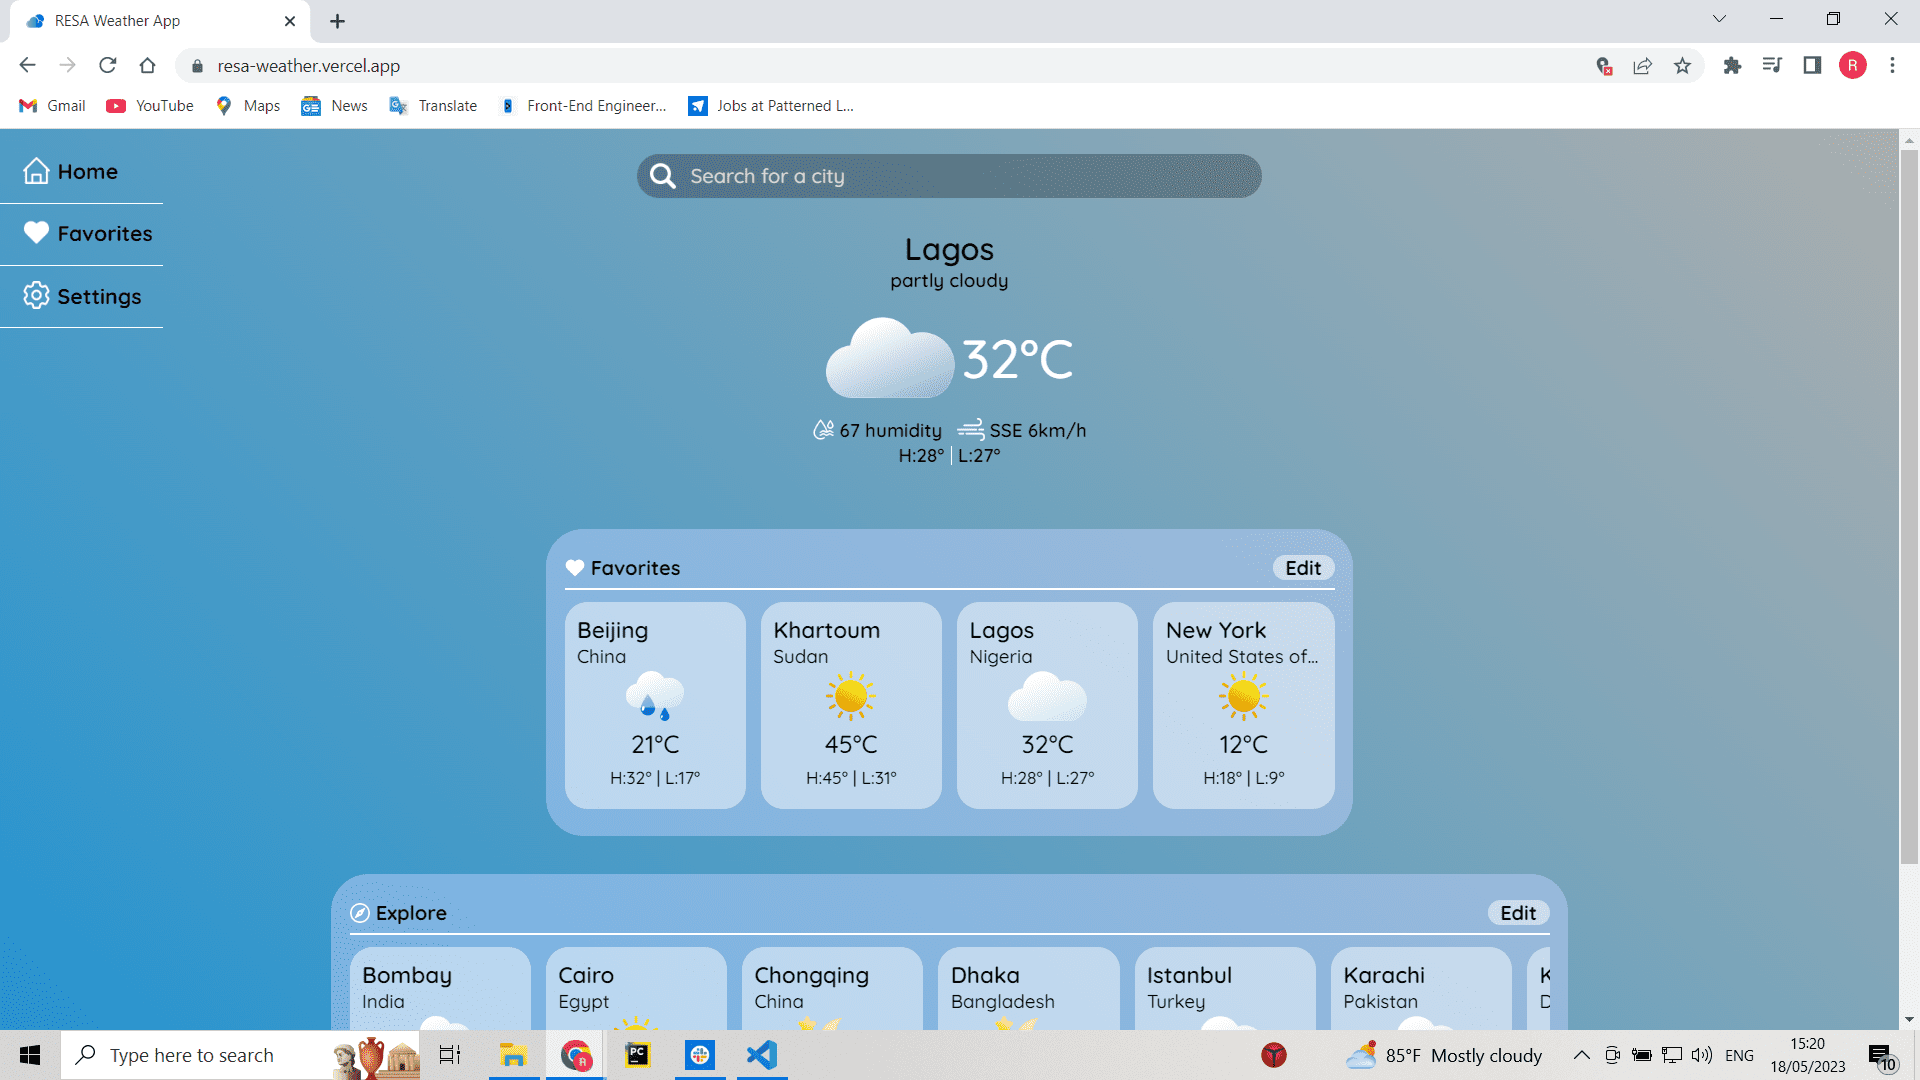 RESA Weather App
resa-weather.vercel.app
R
Gmail
YouTube
Maps
News
Translate
Front-End Engineer...
Jobs at Patterned L...
Home
Favorites
Settings
Search for a city
Lagos
partly cloudy
32°C
67 humidity SSE 6km/h
H:28° | L:27°
Favorites
Edit
Beijing
China
21°C
H:32° | L:17°
Khartoum
Sudan
45°C
H:45° | L:31°
Lagos
Nigeria
32°C
H:28° | L:27°
New York
United States of...
12°C
H:18° | L:9°
Explore
Edit
Bombay
India
Cairo
Egypt
Chongqing
China
Dhaka
Bangladesh
Istanbul
Turkey
Karachi
Pakistan
Type here to search
R
PC
85°F Mostly cloudy
ENG
15:20
18/05/2023
10